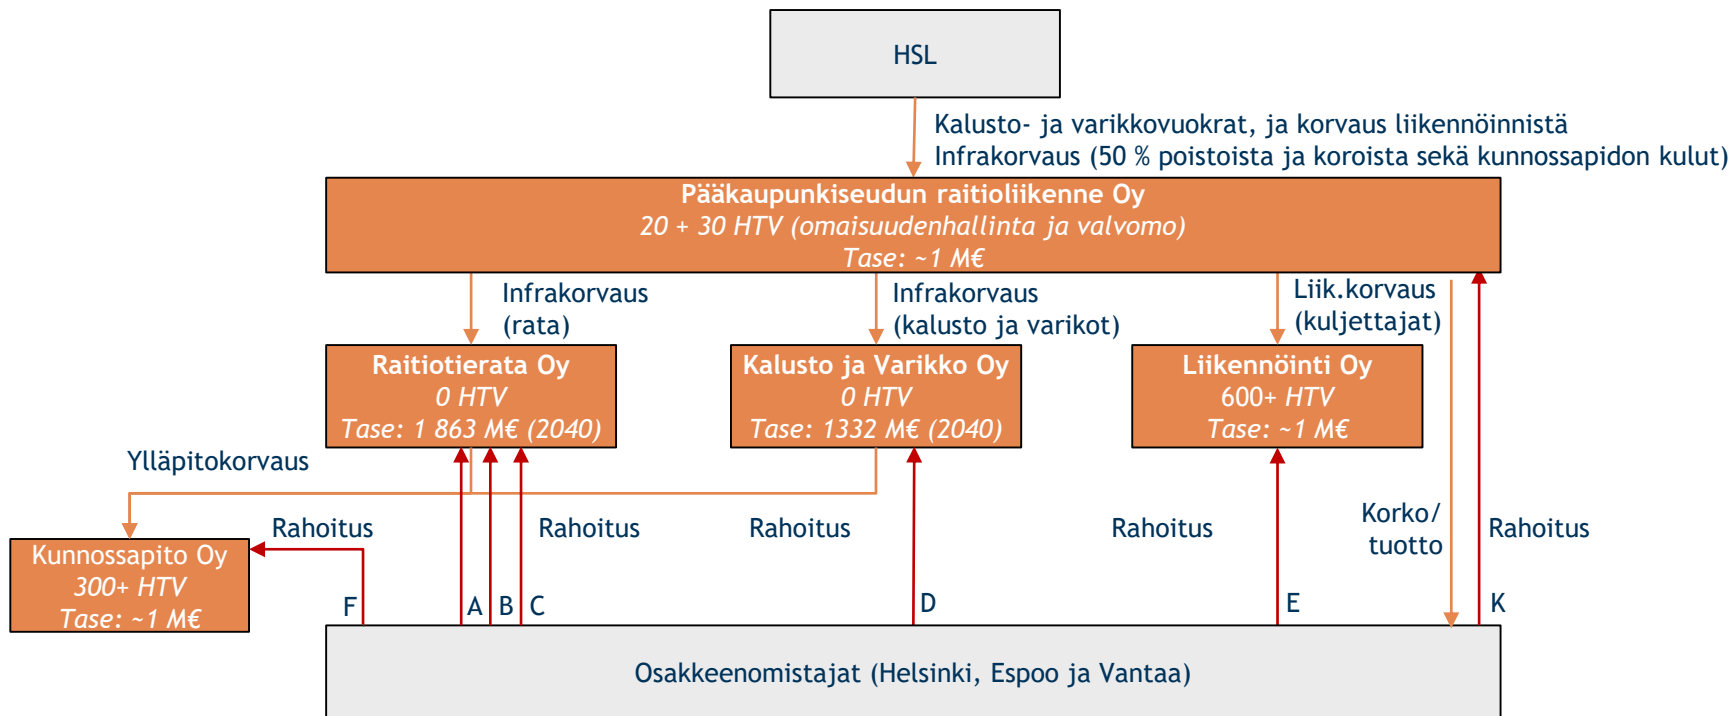 HSL
Kalusto- ja varikkovuokrat, ja korvaus liikennöinnistä
Infrakorvaus (50 % poistoista ja koroista sekä kunnossapidon kulut)
Pääkaupunkiseudun raitioliikenne Oy
20 + 30 HTV (omaisuudenhallinta ja valvomo)
Tase: ~1 M€
Infrakorvaus
(rata)
Infrakorvaus
(kalusto ja varikot)
Liik.korvaus
(kuljettajat)
Raitiotierata Oy
0 HTV
Tase: 1 863 M€ (2040)
Kalusto ja Varikko Oy
0 HTV
Tase: 1332 M€ (2040)
Liikennöinti Oy
600+ HTV
Tase: ~1 M€
Ylläpitokorvaus
Rahoitus
Rahoitus
Rahoitus
Rahoitus
Korko/
tuotto
Rahoitus
Kunnossapito Oy
300+ HTV
Tase: ~1 M€
F
A
B
C
D
E
K
Osakkeenomistajat (Helsinki, Espoo ja Vantaa)